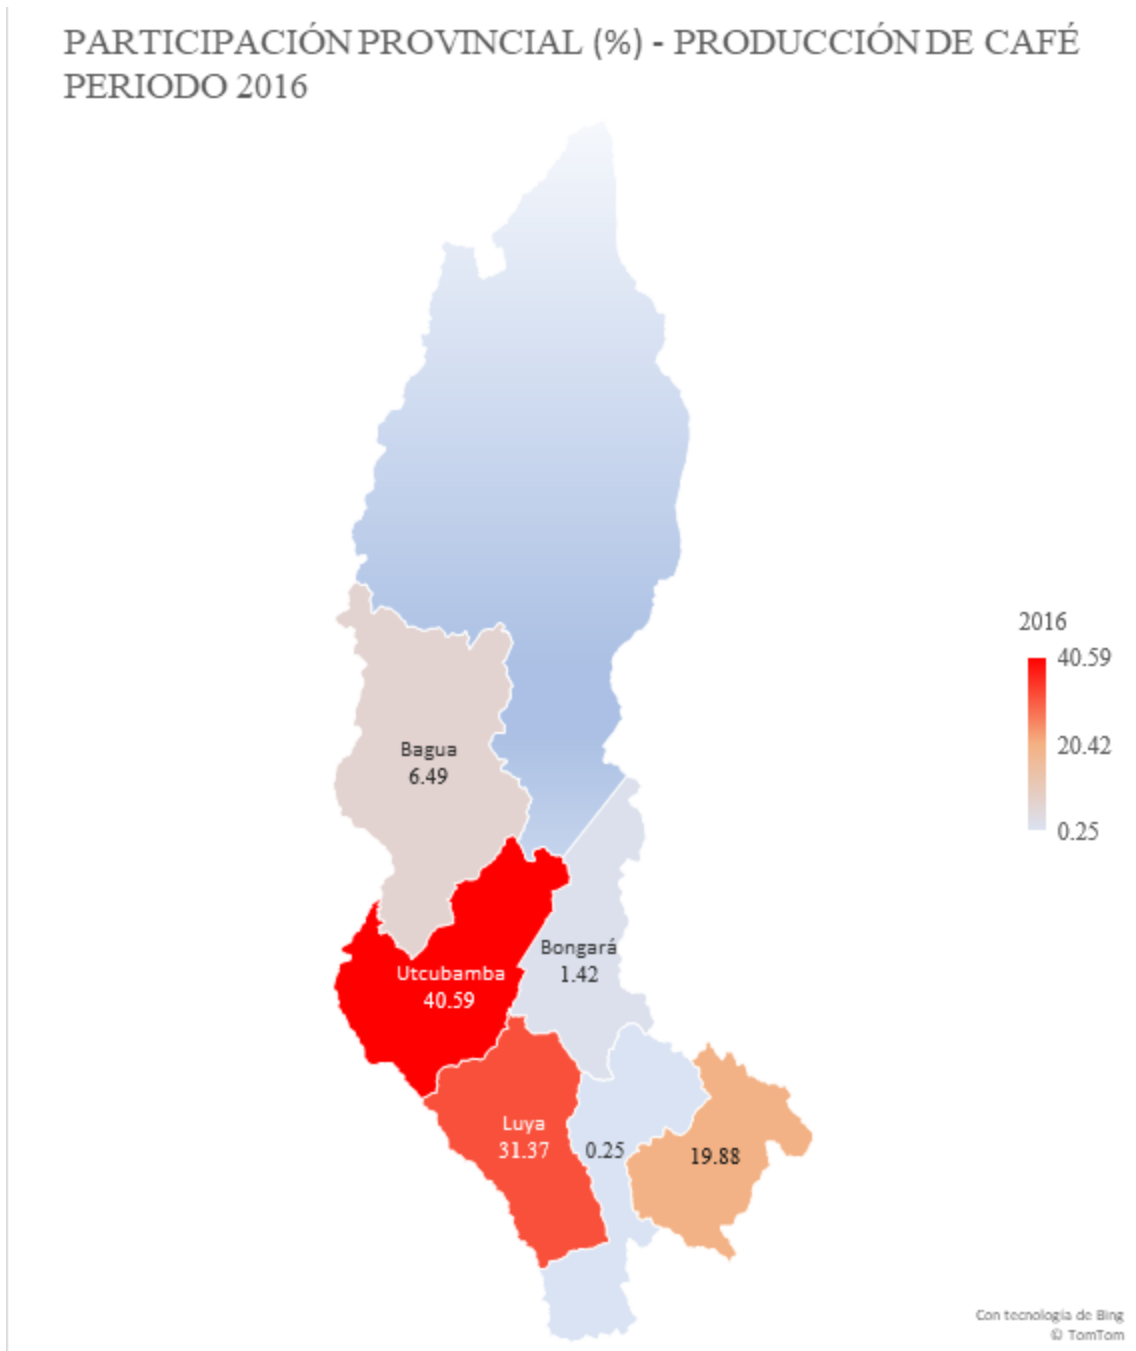 PARTICIPACIÓN PROVINCIAL (%) - PRODUCCIÓN DE CAFÉ
PERIODO 2016
2016
40.59
20.42
0.25
Bagua
6.49
Bongará
1.42
Utcubamba
40.59
Luya
31.37
0.25
19.88
Con tecnología de Bing
© TomTom